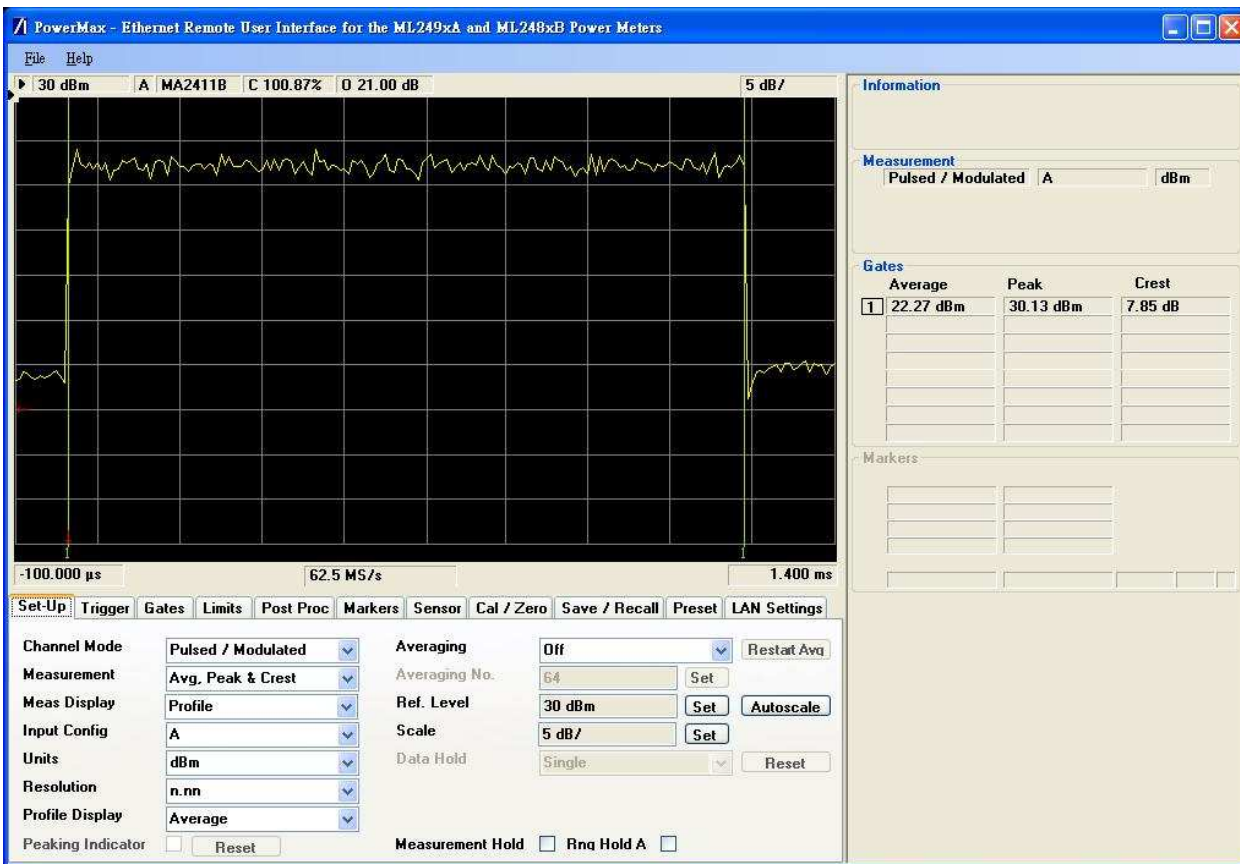 PowerMax - Ethernet Remote User Interface for the ML249xA and ML248xB Power Meters
File Help
30 dBm A MA2411B C 100.87% O 21.00 dB 5 dB/
1 1
-100.000 µs 62.5 MS/s 1.400 ms
Information
Measurement
Pulsed / Modulated A dBm
Gates
Average Peak Crest
1 22.27 dBm 30.13 dBm 7.85 dB
Markers
Set-Up Trigger Gates Limits Post Proc Markers Sensor Cal / Zero Save / Recall Preset LAN Settings
Channel Mode Pulsed / Modulated Averaging Off Restart Avg
Measurement Avg, Peak & Crest Averaging No. 64 Set
Meas Display Profile Ref. Level 30 dBm Set Autoscale
Input Config A Scale 5 dB/ Set
Units dBm Data Hold Single Reset
Resolution n.nn
Profile Display Average
Peaking Indicator Reset Measurement Hold Rng Hold A